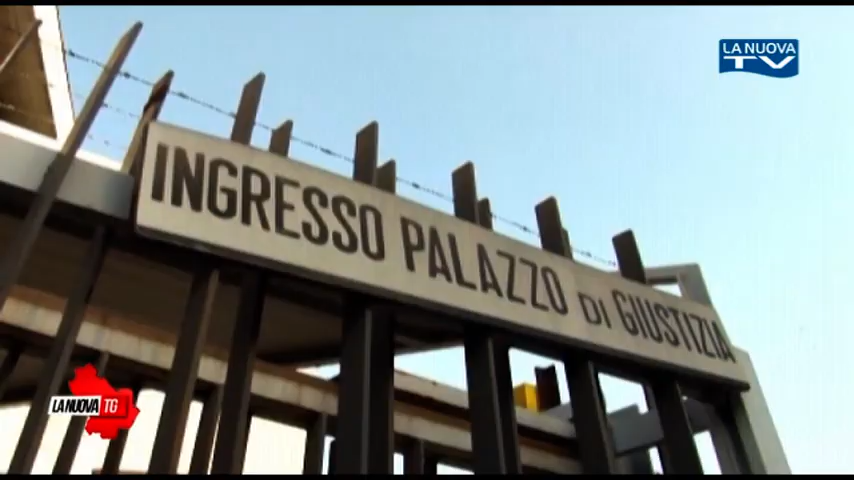 LA NUOVA
TV
INGRESSO PALAZZO DI GIUSTIZIA
LA NUOVA TG